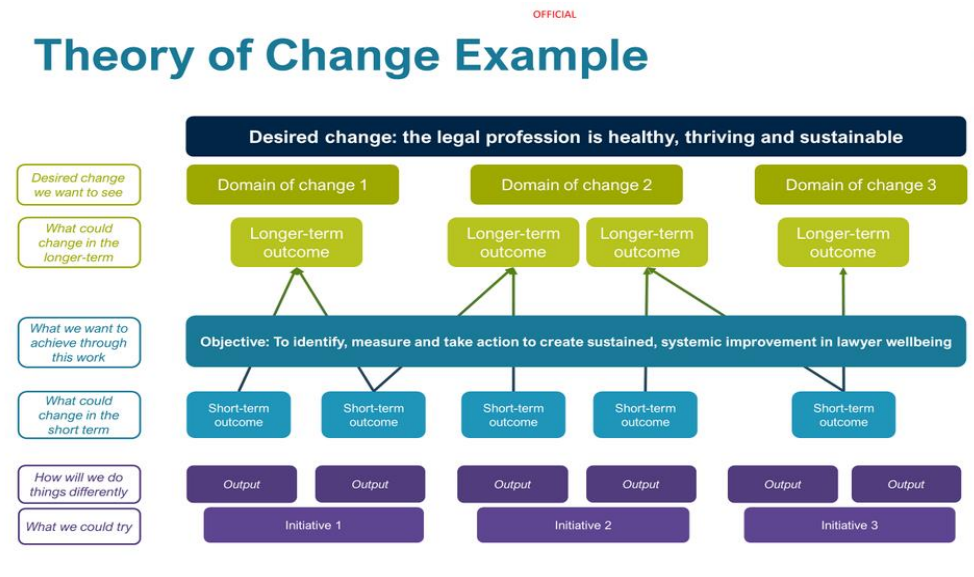 OFFICIAL
Theory of Change Example
Desired change: the legal profession is healthy, thriving and sustainable
Desired change
we want to see
Domain of change 1
Domain of change 2
Domain of change 3
What could
change in the
longer-term
Longer-term
outcome
Longer-term
outcome
Longer-term
outcome
Longer-term
outcome
What we want to
achieve through
this work
Objective: To identify, measure and take action to create sustained, systemic improvement in lawyer wellbeing
What could
change in the
short term
Short-term
outcome
Short-term
outcome
Short-term
outcome
Short-term
outcome
Short-term
outcome
How will we do
things differently
Output
Output
Output
Output
Output
Output
What we could try
Initiative 1
Initiative 2
Initiative 3